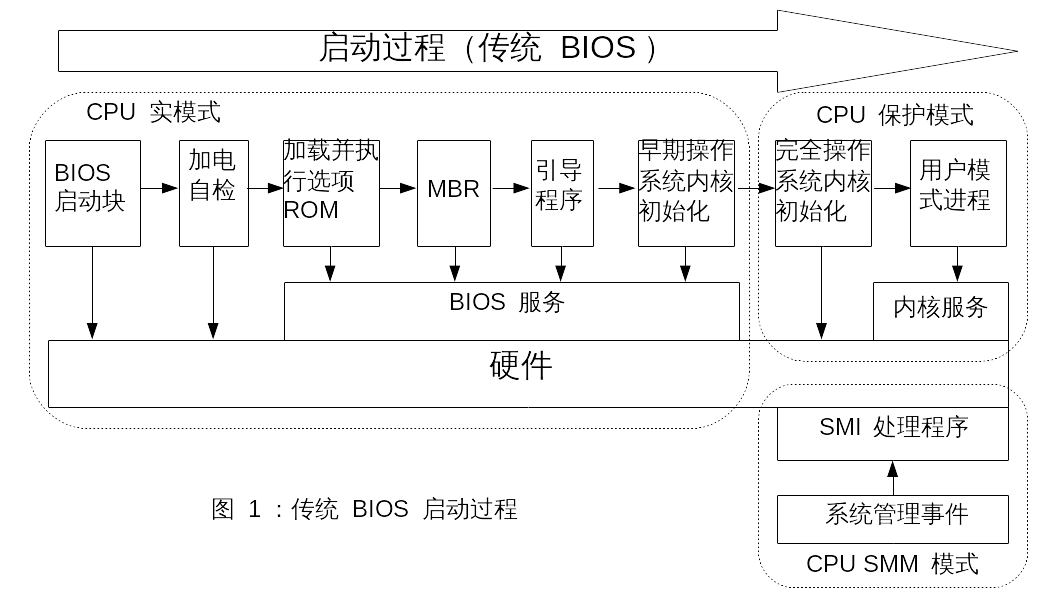 启动过程（传统 BIOS ）
CPU 实模式
CPU 保护模式
BIOS
启动块
加电
自检
加载并执
行选项
ROM
MBR
引导
程序
早期操作
系统内核
初始化
完全操作
系统内核
初始化
用户模
式进程
BIOS 服务
内核服务
硬件
SMI 处理程序
系统管理事件
CPU SMM 模式
图 1 ：传统 BIOS 启动过程